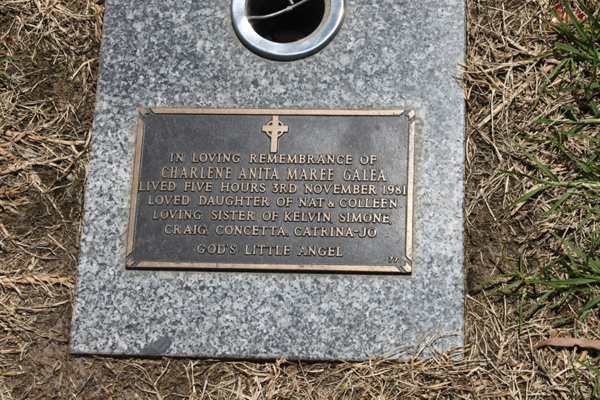 IN LOVING REMEMBRANCE OF
CHARLENE ANITA MAREE GALEA
LIVED FIVE HOURS 3RD NOVEMBER 1981
LOVED DAUGHTER OF NAT & COLLEEN.
LOVING SISTER OF KELVIN, SIMONE,
CRAIG, CONCETTA, CATRINA-JO
GOD'S LITTLE ANGEL